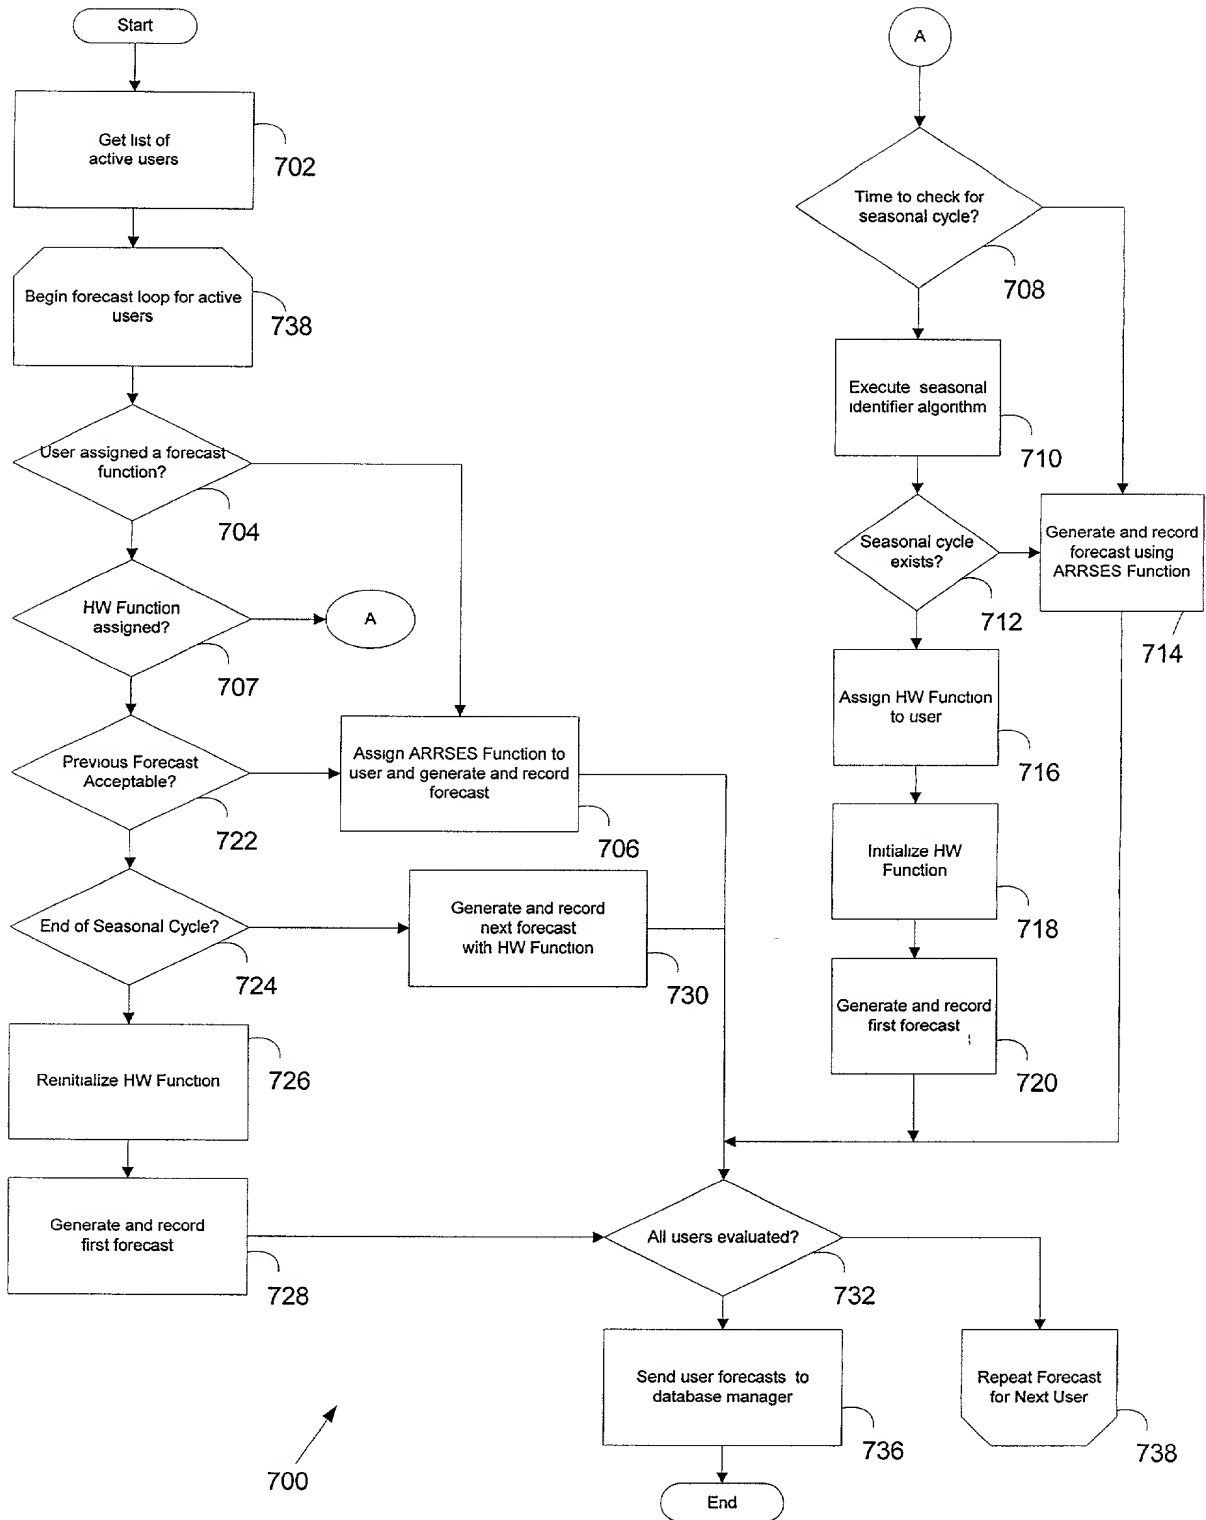 Start
Get list of
active users
702
Begin forecast loop for active
users
738
User assigned a forecast
function?
704
HW Function
assigned?
707
A
Previous Forecast
Acceptable?
722
Assign ARRSES Function to
user and generate and record
forecast
706
End of Seasonal Cycle?
724
Generate and record
next forecast
with HW Function
730
Reinitialize HW Function
726
Generate and record
first forecast
728
A
Time to check for
seasonal cycle?
708
Execute seasonal
identifier algorithm
710
Seasonal cycle
exists?
712
Generate and record
forecast using
ARRSES Function
714
Assign HW Function
to user
716
Initialize HW
Function
718
Generate and record
first forecast
720
All users evaluated?
732
Send user forecasts to
database manager
736
Repeat Forecast
for Next User
738
End
700